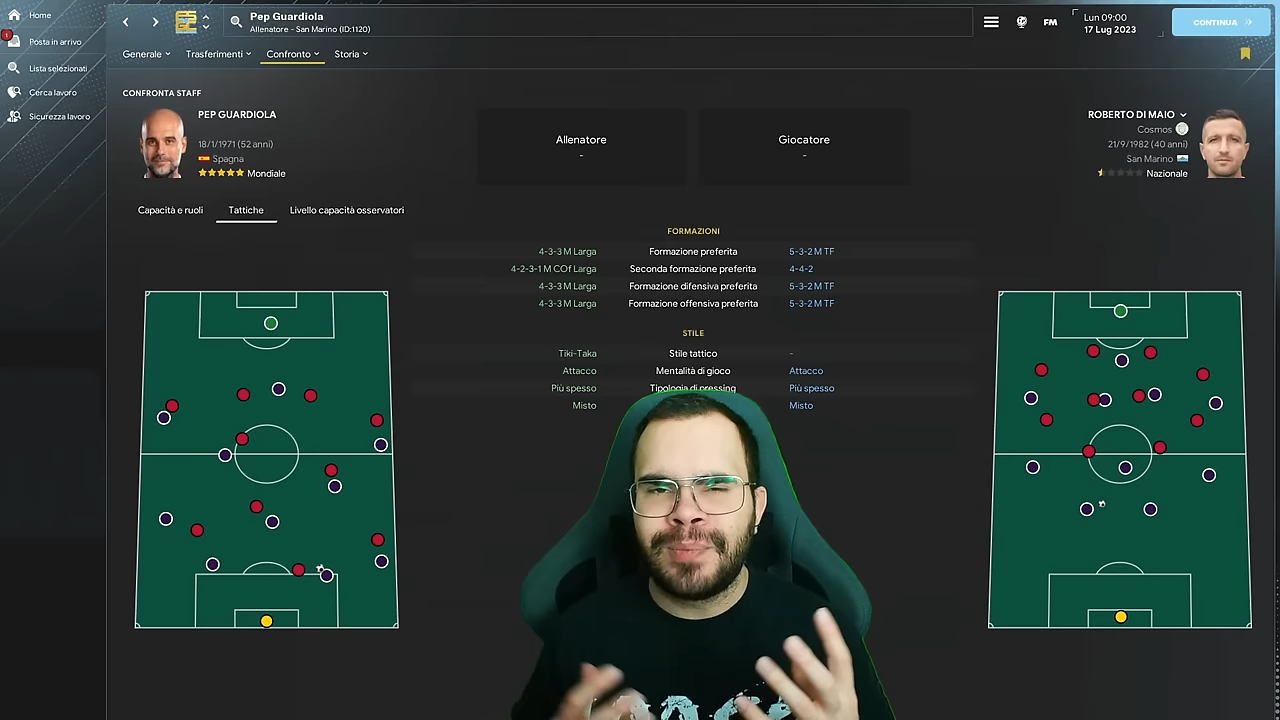 Home
Posta in arrivo
1
Lista selezionati
Cerca lavoro
Sicurezza lavoro
Pep Guardiola
Allenatore - San Marino (ID:1120)
FM
Lun 09:00
17 Lug 2023
CONTINUA
Generale
Trasferimenti
Confronto
Storia
CONFRONTA STAFF
PEP GUARDIOLA
18/1/1971 (52 anni)
Spagna
Mondiale
Allenatore
-
Giocatore
-
ROBERTO DI MAIO
Cosmos
21/9/1982 (40 anni)
San Marino
Nazionale
Capacità e ruoli
Tattiche
Livello capacità osservatori
FORMAZIONI
4-3-3 M Larga Formazione preferita 5-3-2 M TF
4-2-3-1 M COf Larga Seconda formazione preferita 4-4-2
4-3-3 M Larga Formazione difensiva preferita 5-3-2 M TF
4-3-3 M Larga Formazione offensiva preferita 5-3-2 M TF
STILE
Tiki-Taka Stile tattico -
Attacco Mentalità di gioco Attacco
Più spesso Tipologia di pressing Più spesso
Misto Misto